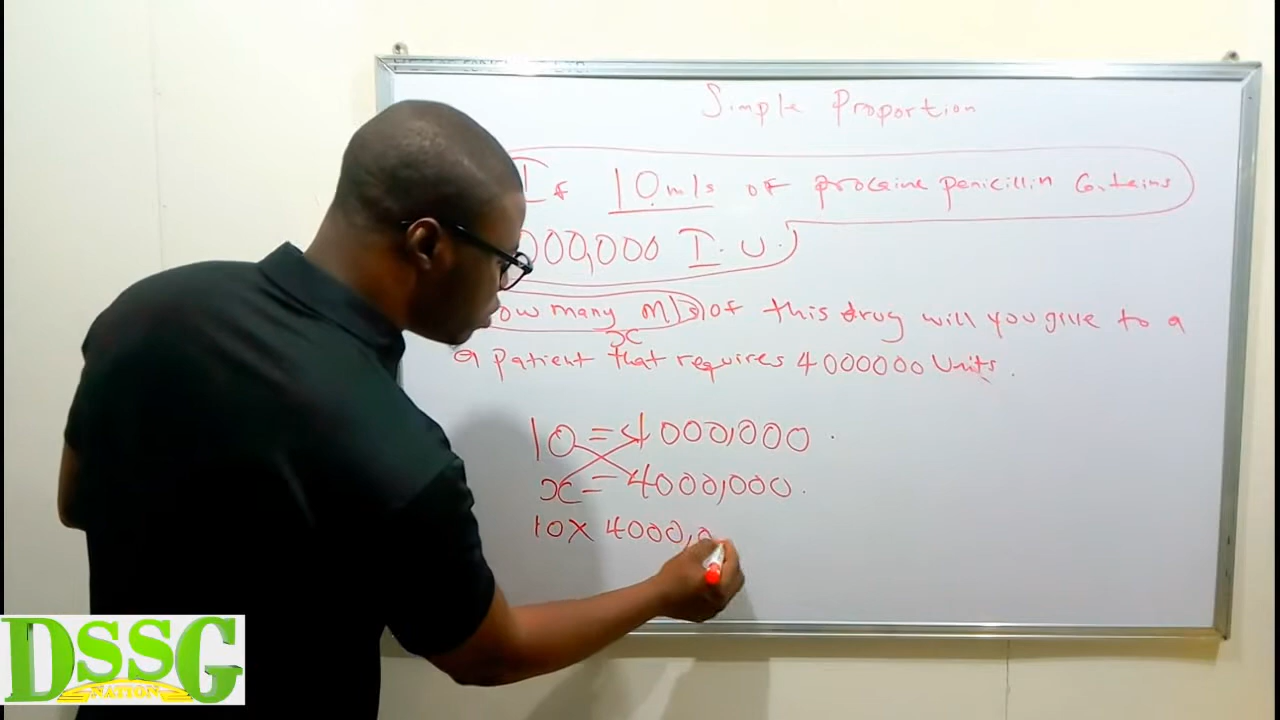 Simple Proportion
If 10mls of procaine penicillin Contains
000,000 I.U.
ow many Mls of this drug will you give to a
x
a patient that requires 4000000 Units.
10 = 4000,000.
x = 4000,000.
10 X 4000,0
DSSG
NATION